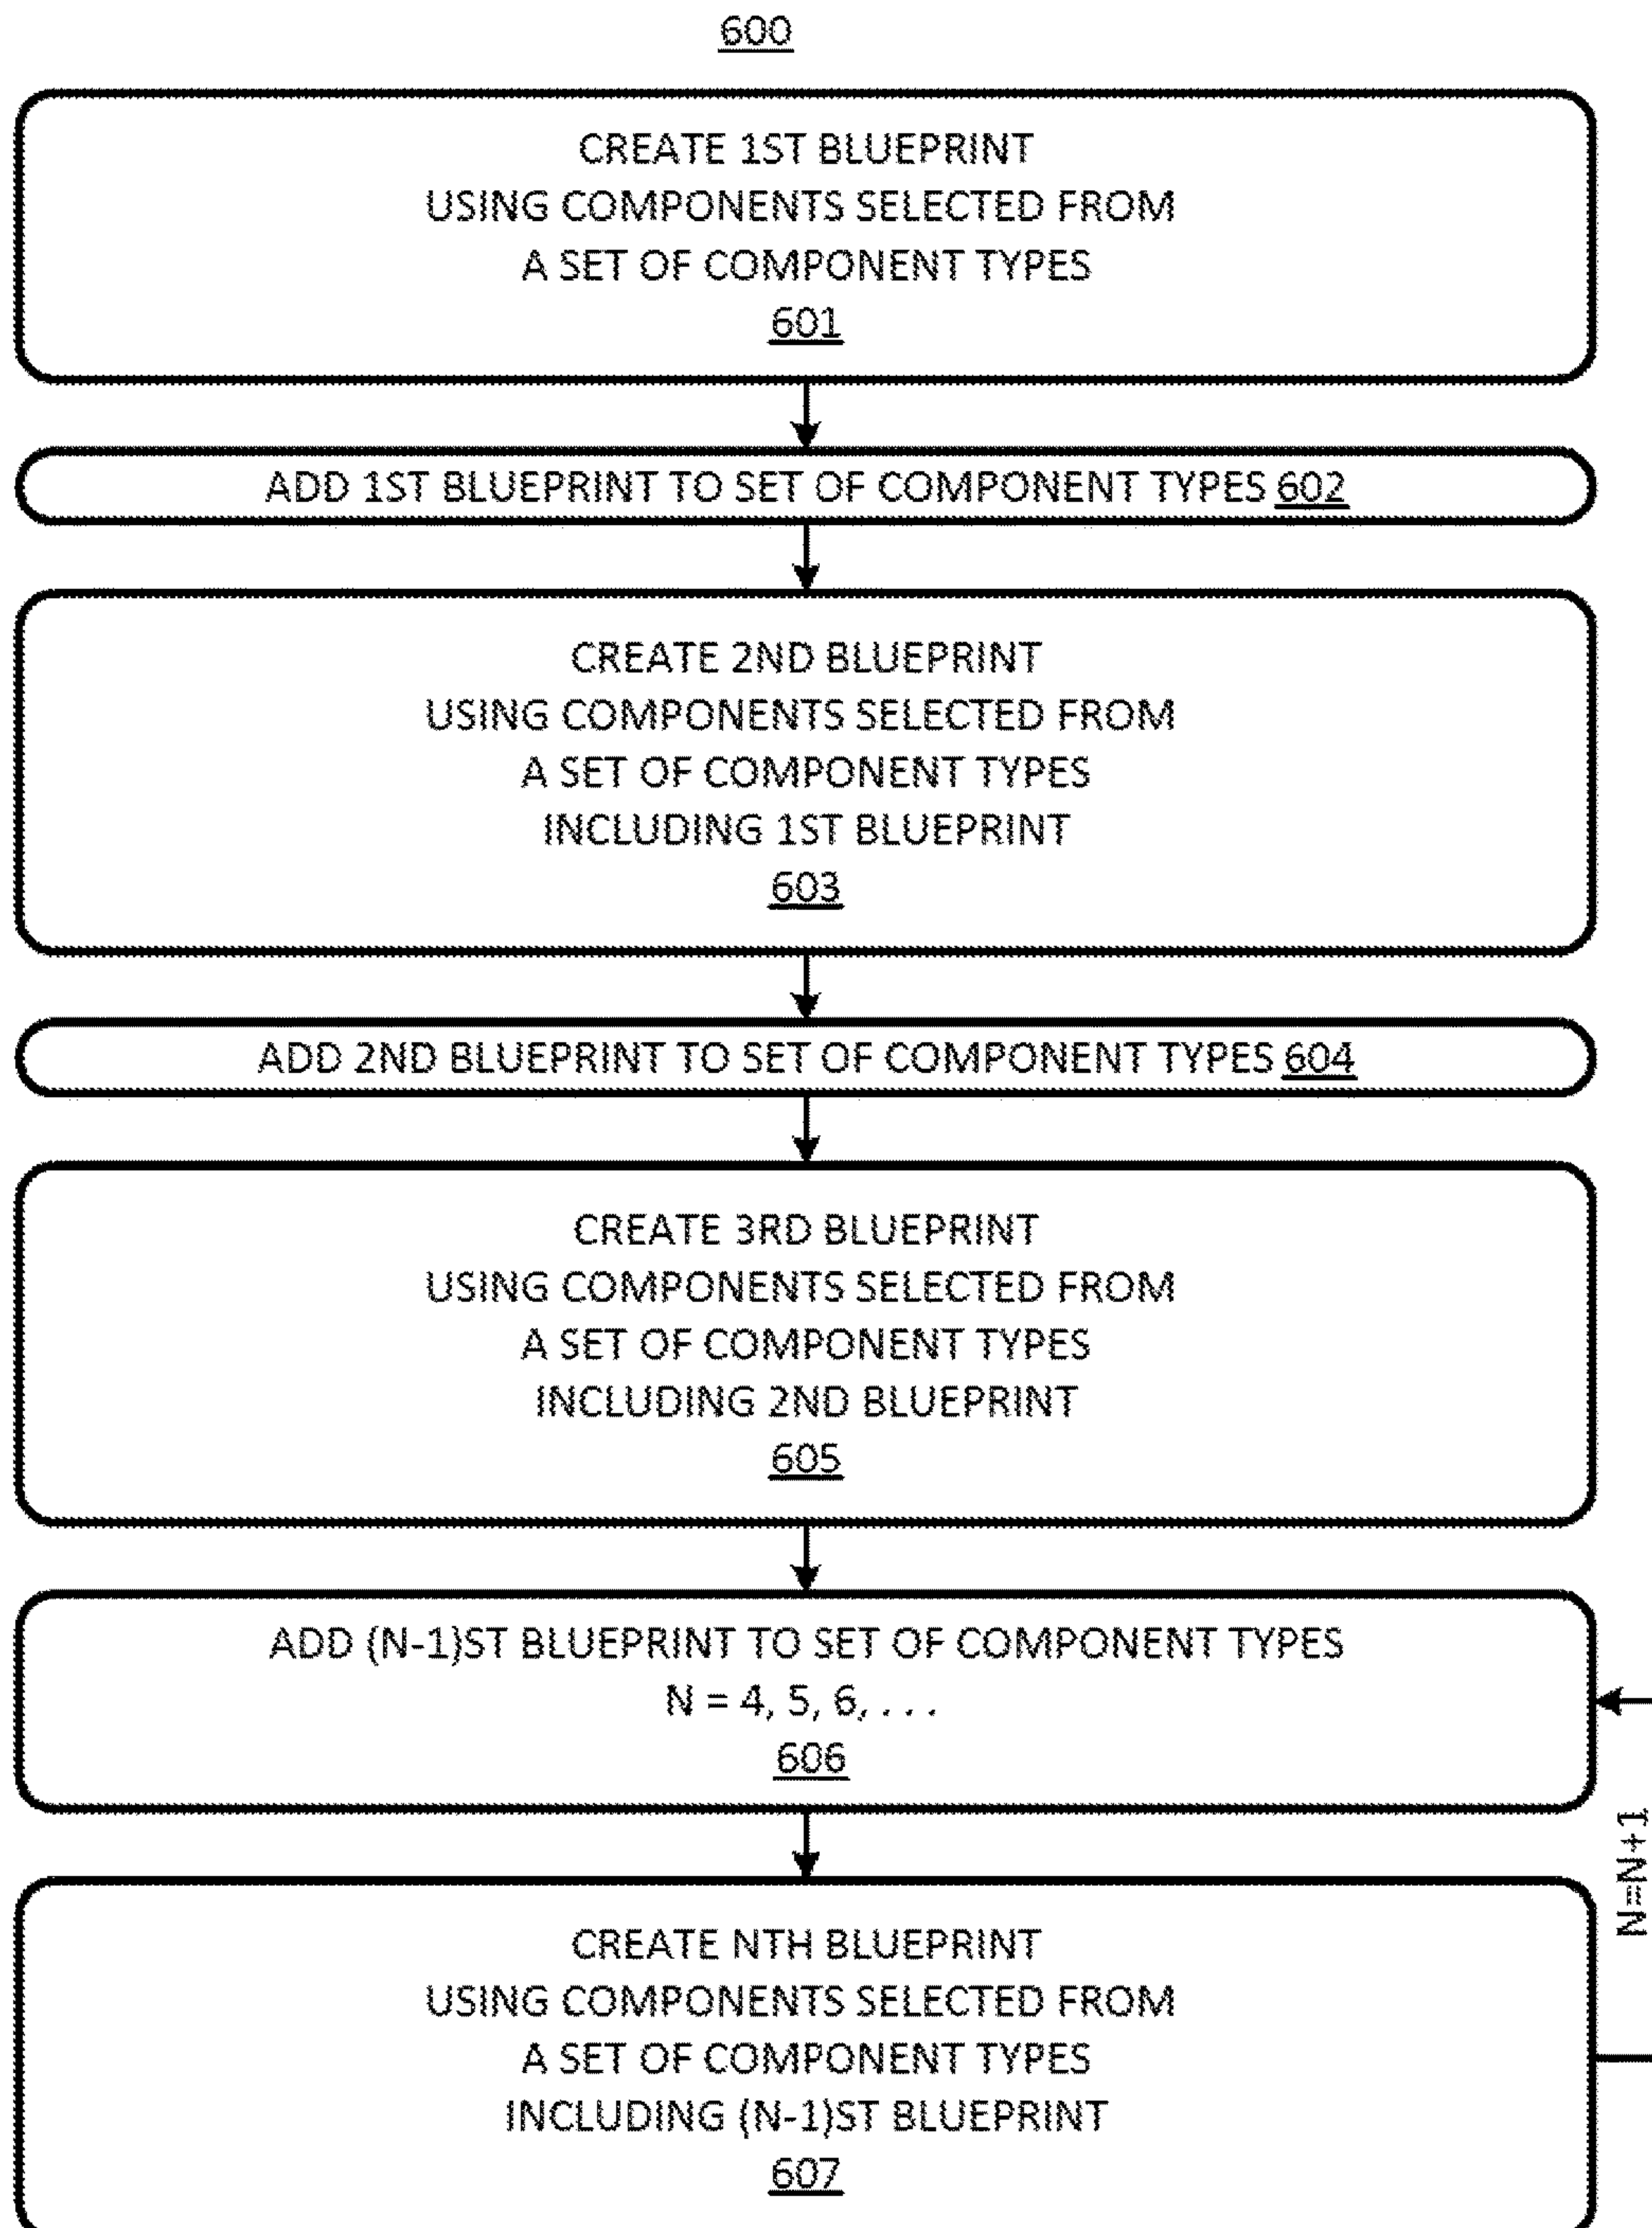 600
CREATE 1ST BLUEPRINT
USING COMPONENTS SELECTED FROM
A SET OF COMPONENT TYPES
601
ADD 1ST BLUEPRINT TO SET OF COMPONENT TYPES 602
CREATE 2ND BLUEPRINT
USING COMPONENTS SELECTED FROM
A SET OF COMPONENT TYPES
INCLUDING 1ST BLUEPRINT
603
ADD 2ND BLUEPRINT TO SET OF COMPONENT TYPES 604
CREATE 3RD BLUEPRINT
USING COMPONENTS SELECTED FROM
A SET OF COMPONENT TYPES
INCLUDING 2ND BLUEPRINT
605
ADD (N-1)ST BLUEPRINT TO SET OF COMPONENT TYPES
N = 4, 5, 6, . . .
606
N=N+1
CREATE NTH BLUEPRINT
USING COMPONENTS SELECTED FROM
A SET OF COMPONENT TYPES
INCLUDING (N-1)ST BLUEPRINT
607